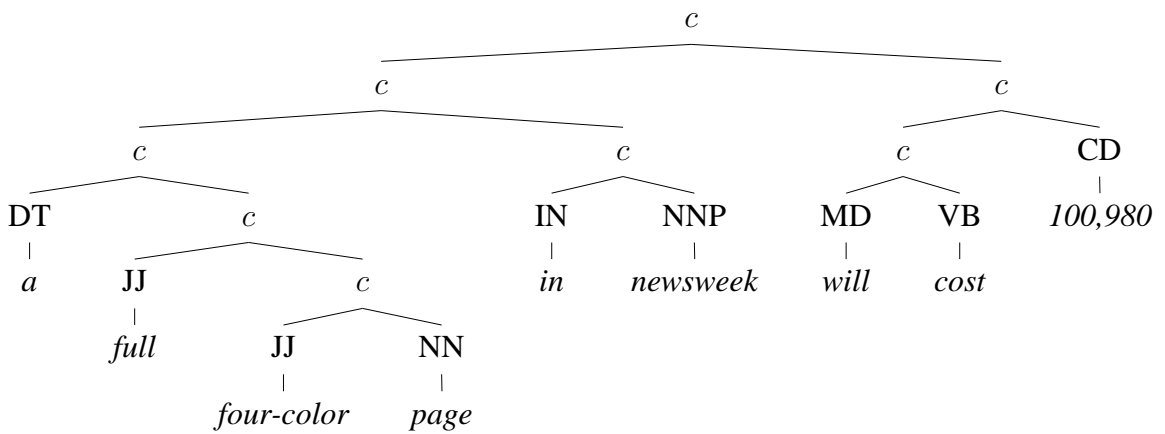 c
c c
c c c CD
DT c IN NNP MD VB 100,980
a JJ c in newsweek will cost
full JJ NN
four-color page